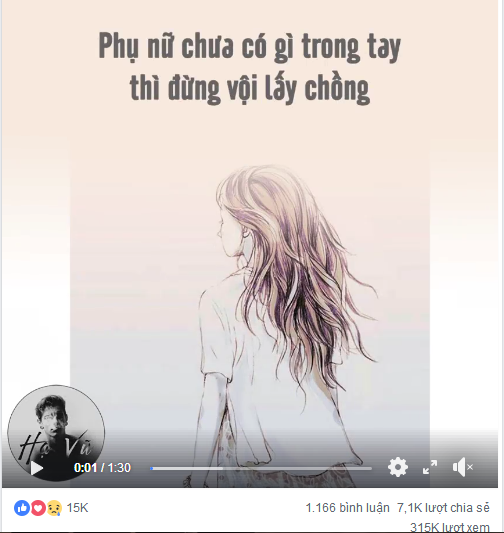 Phụ nữ chưa có gì trong tay
thì đừng vội lấy chồng
Hạ Vũ
0:01 / 1:30
15K
1.166 bình luận 7,1K lượt chia sẻ
315K lượt xem